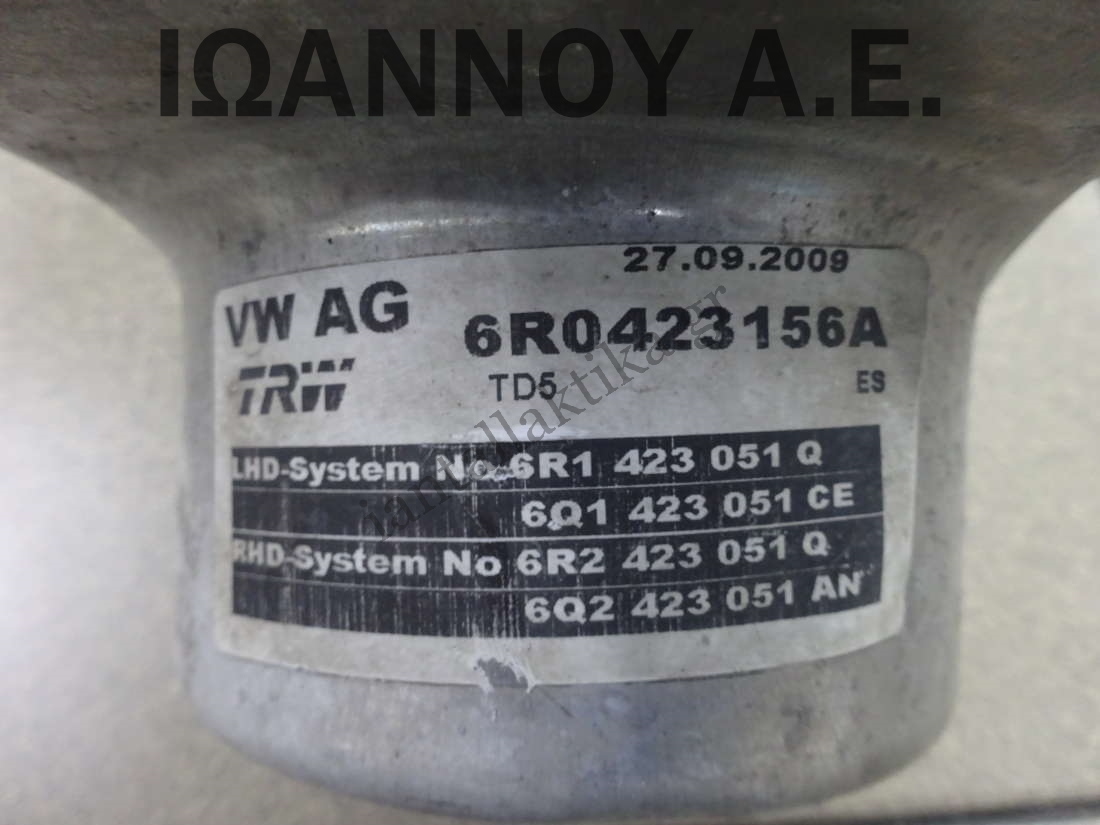 ΙΩΑΝΝΟΥ Α.Ε.
27.09.2009
VW AG 6R0423156A
TRW TD5 ES
LHD-System No 6R1 423 051 Q
6Q1 423 051 CE
RHD-System No 6R2 423 051 Q
6Q2 423 051 AN